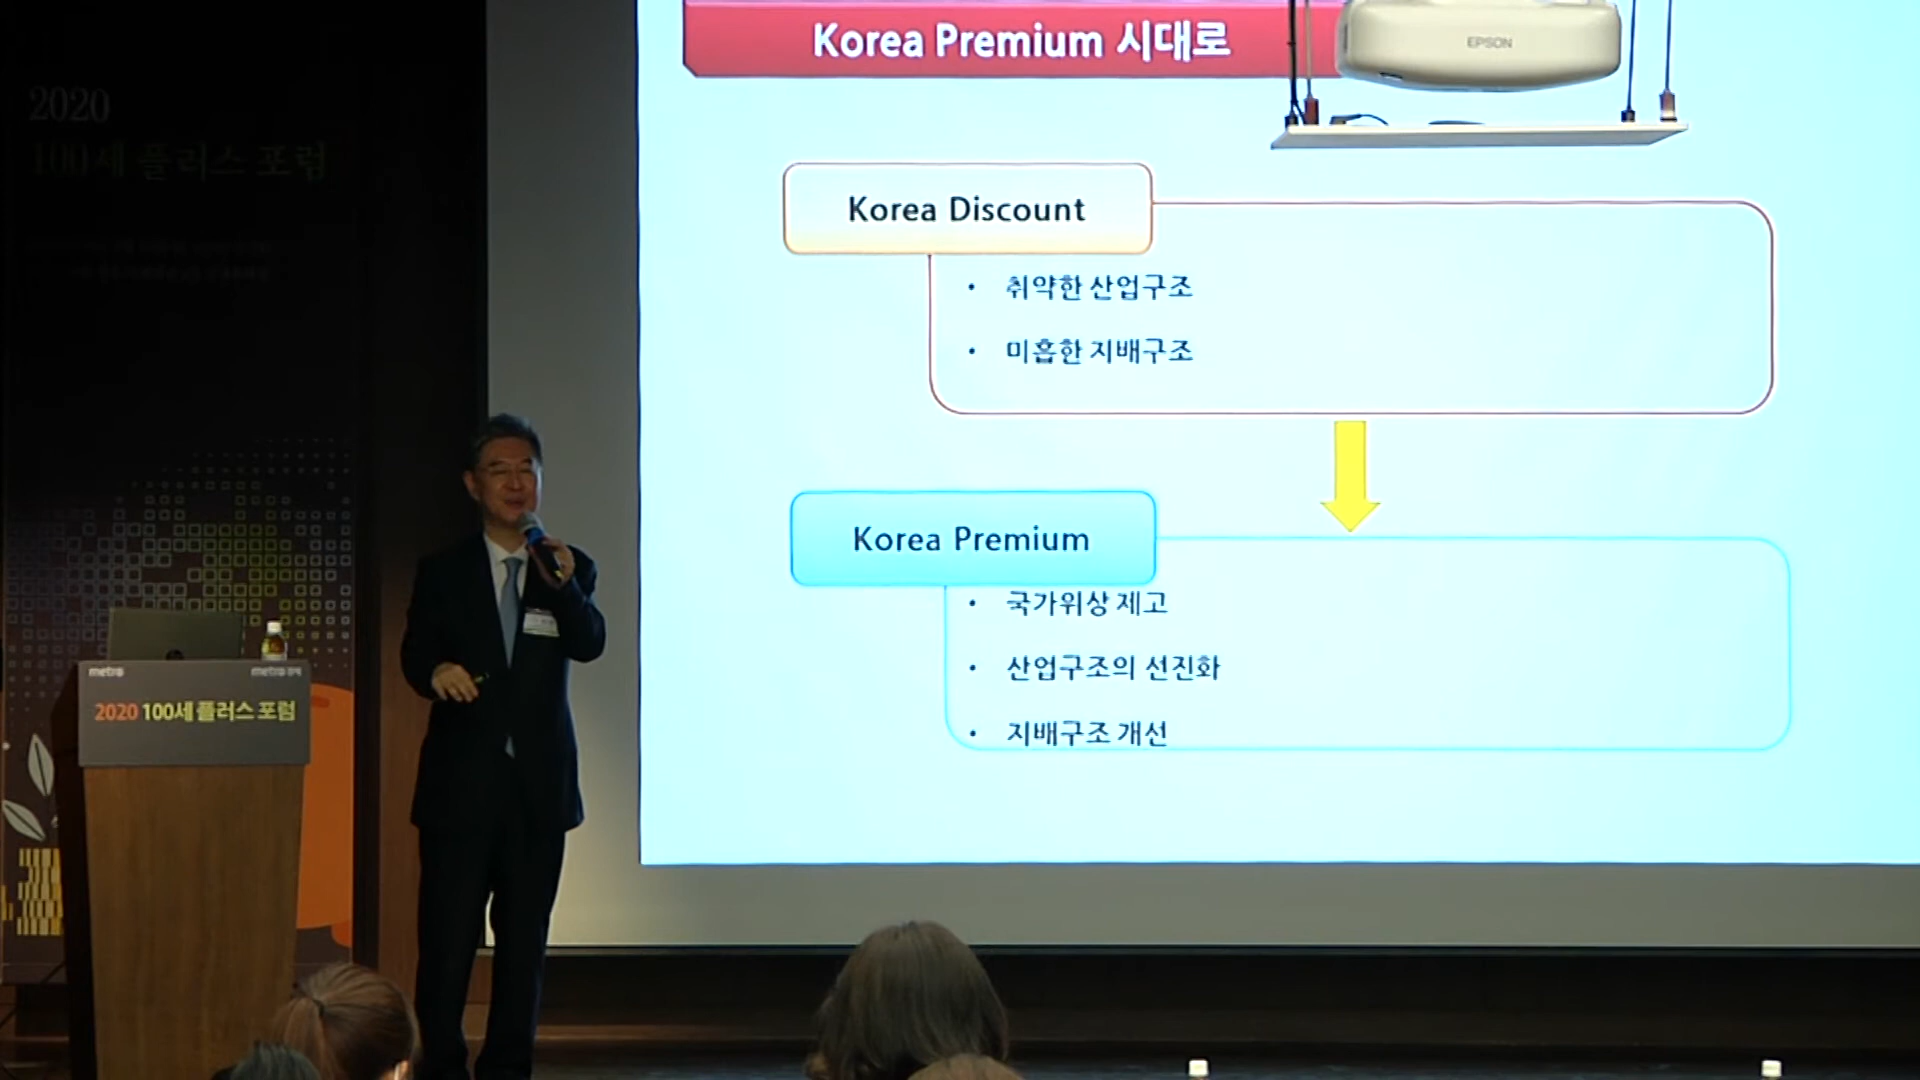 Korea Premium 시대로
EPSON
2020
100세 플러스 포럼
Korea Discount
• 취약한 산업구조
• 미흡한 지배구조
Korea Premium
• 국가위상 제고
• 산업구조의 선진화
• 지배구조 개선
metro
metro 경제
2020 100세 플러스 포럼